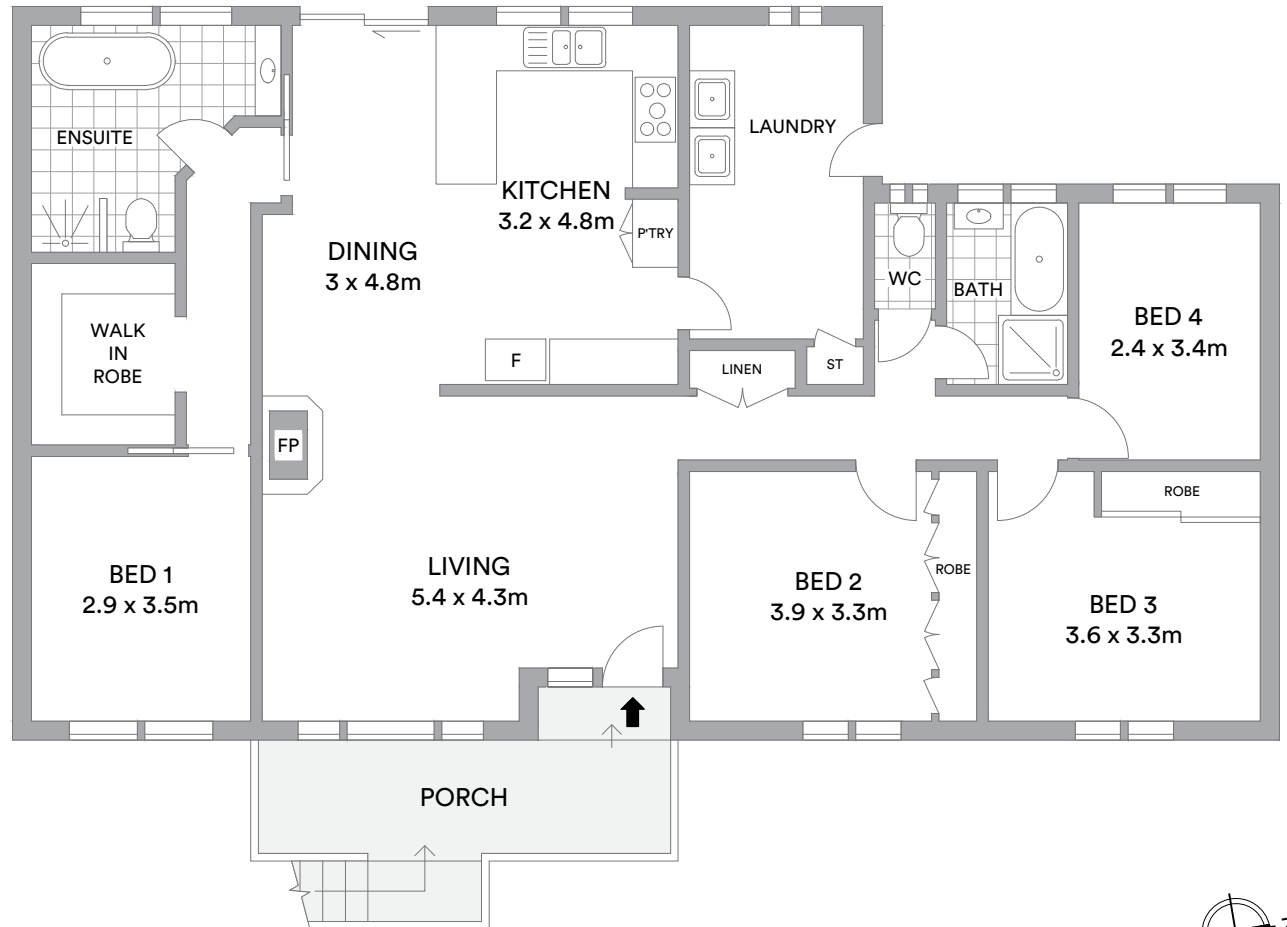 ENSUITE
LAUNDRY
KITCHEN
3.2 x 4.8m
P'TRY
DINING
3 x 4.8m
WC
BATH
BED 4
2.4 x 3.4m
WALK
IN
ROBE
F
LINEN
ST
FP
ROBE
BED 1
2.9 x 3.5m
LIVING
5.4 x 4.3m
BED 2
3.9 x 3.3m
ROBE
BED 3
3.6 x 3.3m
PORCH